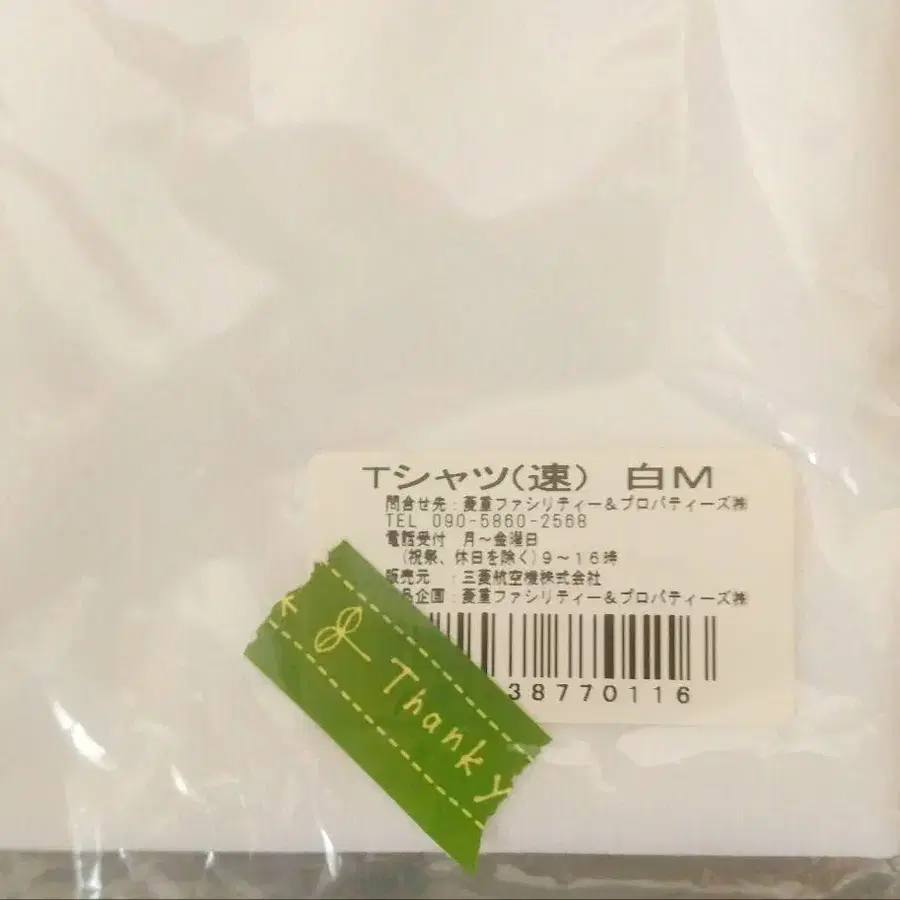 Tシャツ(速) 白M
問合せ先:菱重ファシリティー&プロパティーズ㈱
TEL 090-5860-2568
電話受付 月~金曜日
(祝祭、休日を除く)9~16時
販売元 :三菱航空機株式会社
品企画:菱重ファシリティー&プロパティーズ㈱
38770116
Thanky